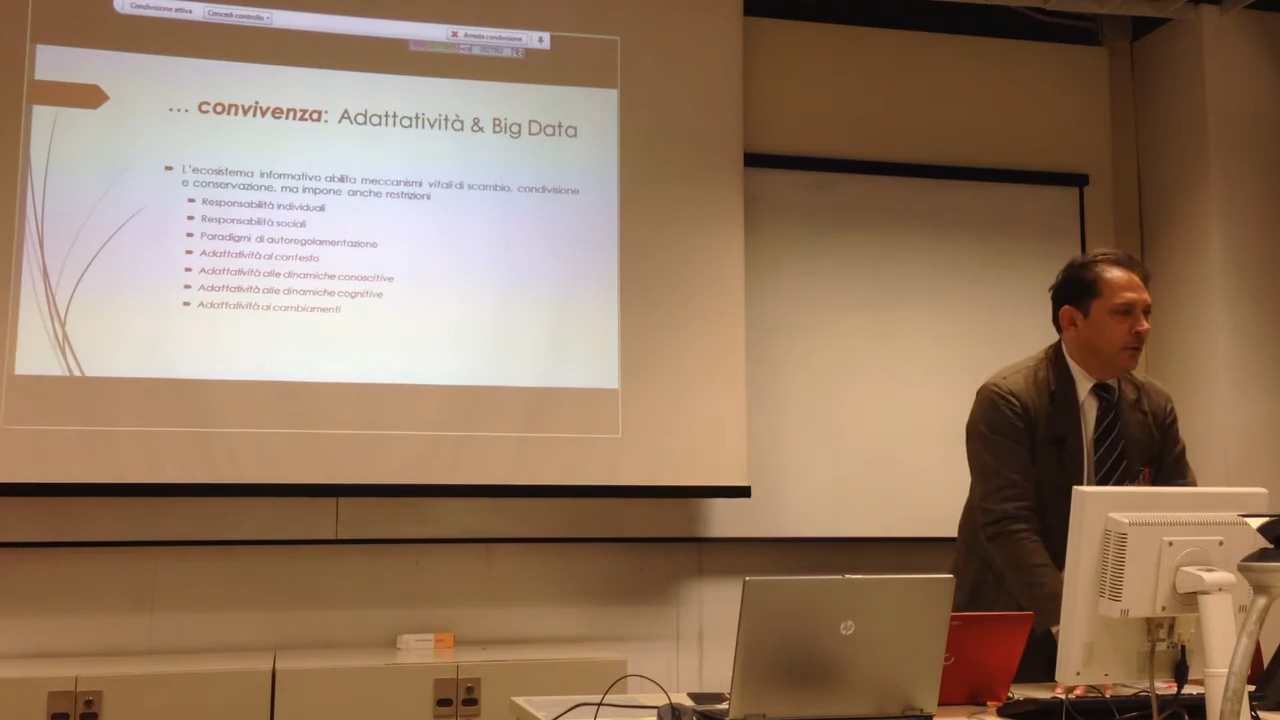 Condivisione attiva
Concedi controllo
Arresta condivisione
... convivenza: Adattatività & Big Data
L'ecosistema informativo abilita meccanismi vitali di scambio, condivisione
e conservazione, ma impone anche restrizioni
Responsabilità individuali
Responsabilità sociali
Paradigmi di autoregolamentazione
Adattatività al contesto
Adattatività alle dinamiche conoscitive
Adattatività alle dinamiche cognitive
Adattatività ai cambiamenti
hp